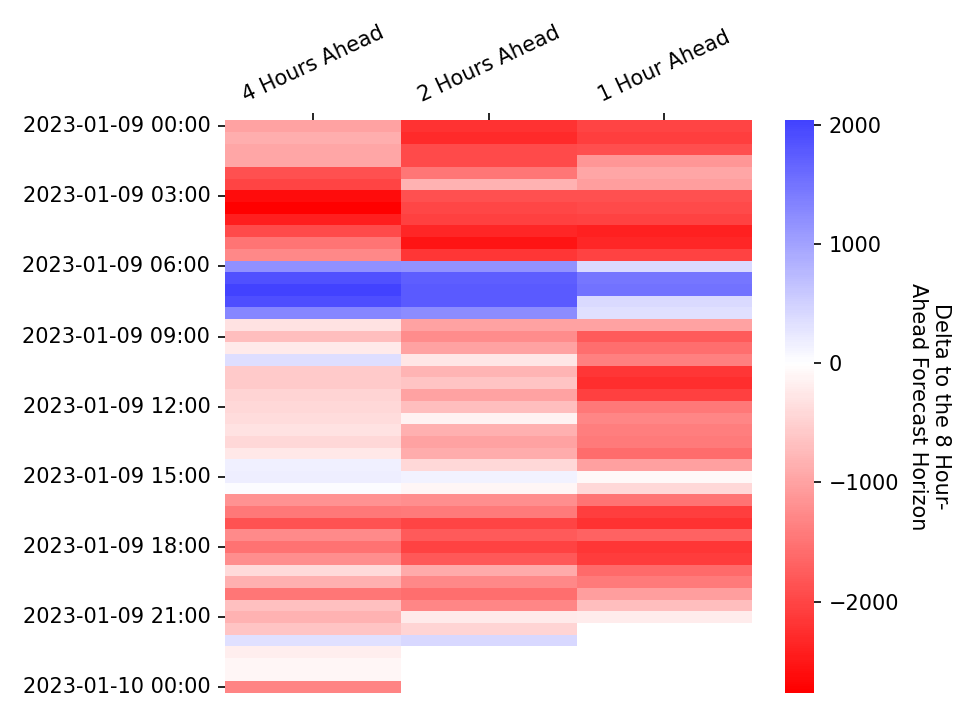 4 Hours Ahead
2 Hours Ahead
1 Hour Ahead
2023-01-09 00:00
2023-01-09 03:00
2023-01-09 06:00
2023-01-09 09:00
2023-01-09 12:00
2023-01-09 15:00
2023-01-09 18:00
2023-01-09 21:00
2023-01-10 00:00
2000
1000
0
−1000
−2000
Delta to the 8 Hour-
Ahead Forecast Horizon